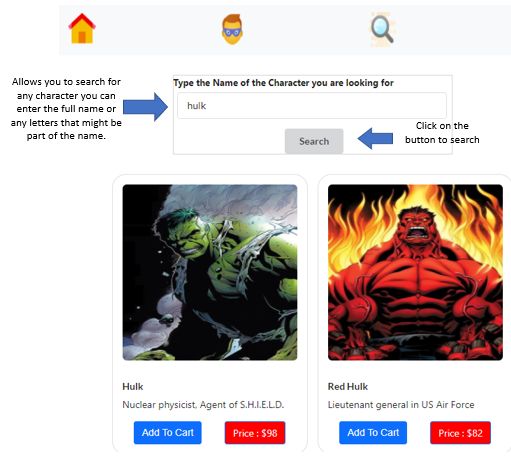 Allows you to search for
any character you can
enter the full name or
any letters that might be
part of the name.
Type the Name of the Character you are looking for
hulk
Search
Click on the
button to search
Hulk
Nuclear physicist, Agent of S.H.I.E.L.D.
Add To Cart
Price : $98
Red Hulk
Lieutenant general in US Air Force
Add To Cart
Price : $82